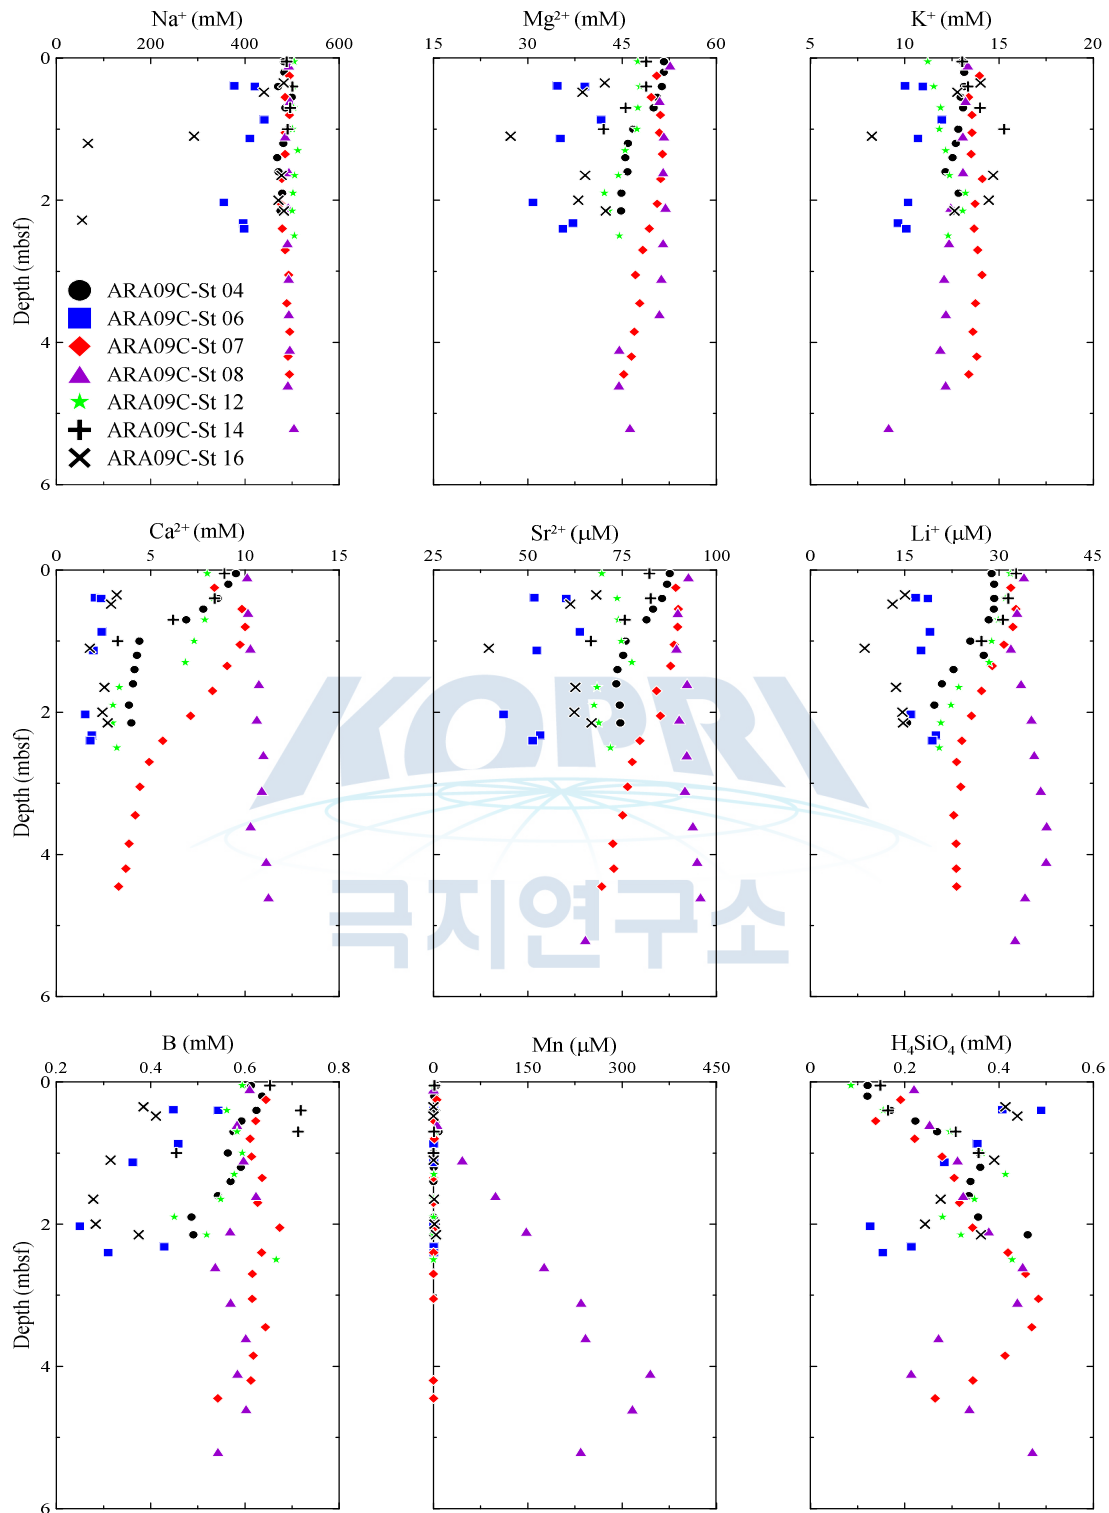 Na⁺ (mM) Mg²⁺ (mM) K⁺ (mM)
0 200 400 600 15 30 45 60 5 10 15 20
0
2
4
6
Depth (mbsf)
ARA09C-St 04
ARA09C-St 06
ARA09C-St 07
ARA09C-St 08
ARA09C-St 12
ARA09C-St 14
ARA09C-St 16
Ca²⁺ (mM) Sr²⁺ (μM) Li⁺ (μM)
0 5 10 15 25 50 75 100 0 15 30 45
0
2
4
6
Depth (mbsf)
KOPRI
극지연구소
B (mM) Mn (μM) H₄SiO₄ (mM)
0.2 0.4 0.6 0.8 0 150 300 450 0 0.2 0.4 0.6
0
2
4
6
Depth (mbsf)